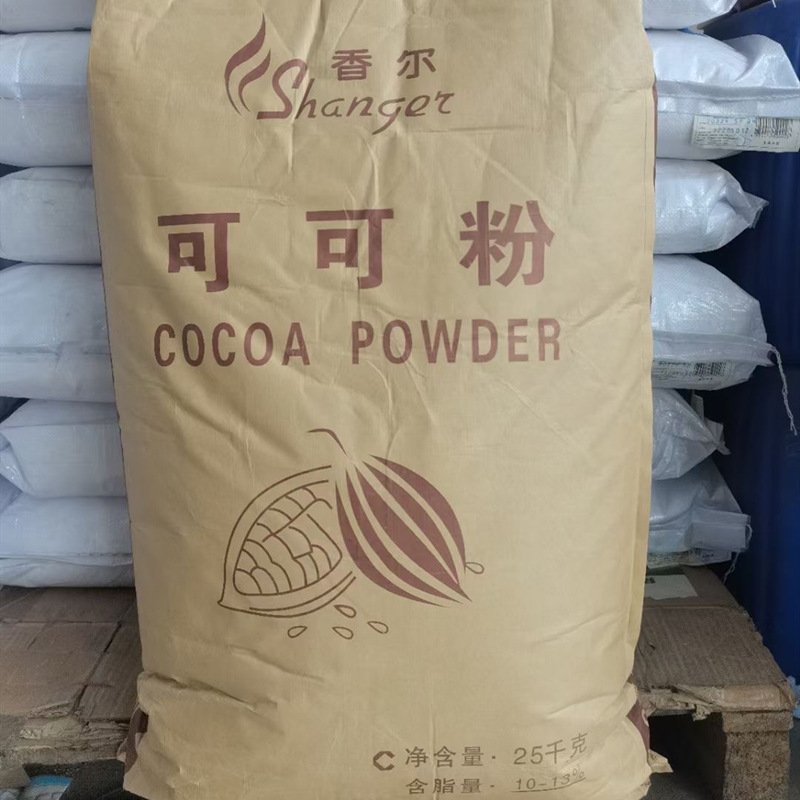 香尔
Shanger
可可粉
COCOA POWDER
C 净含量· 25千克
含脂量· 10-13%